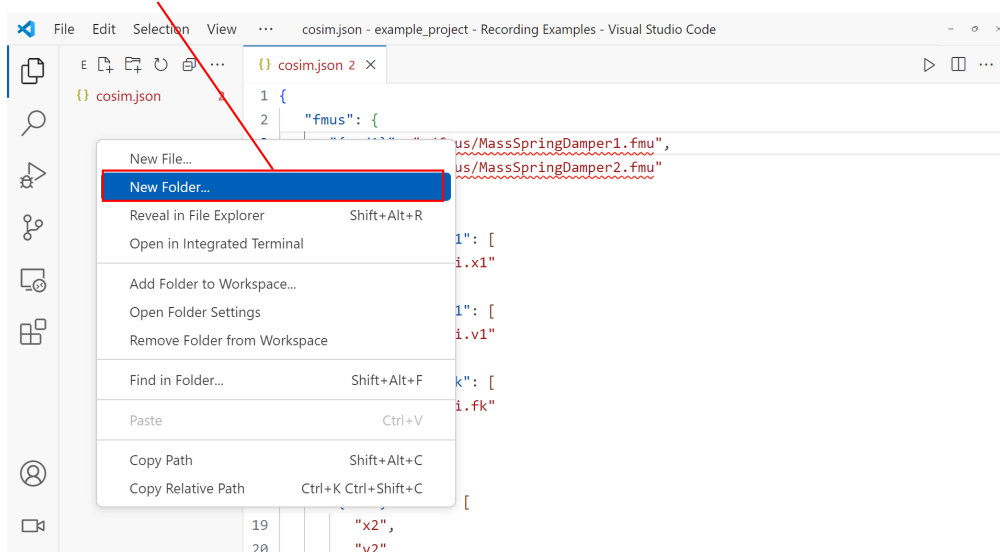 File Edit Selection View ··· cosim.json - example_project - Recording Examples - Visual Studio Code
E ··· {} cosim.json 2
{} cosim.json 2
1 {
2 "fmus": {
us/MassSpringDamper1.fmu",
us/MassSpringDamper2.fmu"
New File...
New Folder...
Reveal in File Explorer Shift+Alt+R
Open in Integrated Terminal
1": [
i.x1"
Add Folder to Workspace...
Open Folder Settings
1": [
Remove Folder from Workspace
i.v1"
Find in Folder... Shift+Alt+F
k": [
i.fk"
Paste Ctrl+V
Copy Path Shift+Alt+C
Copy Relative Path Ctrl+K Ctrl+Shift+C
[
19 "x2",
20 "v2"